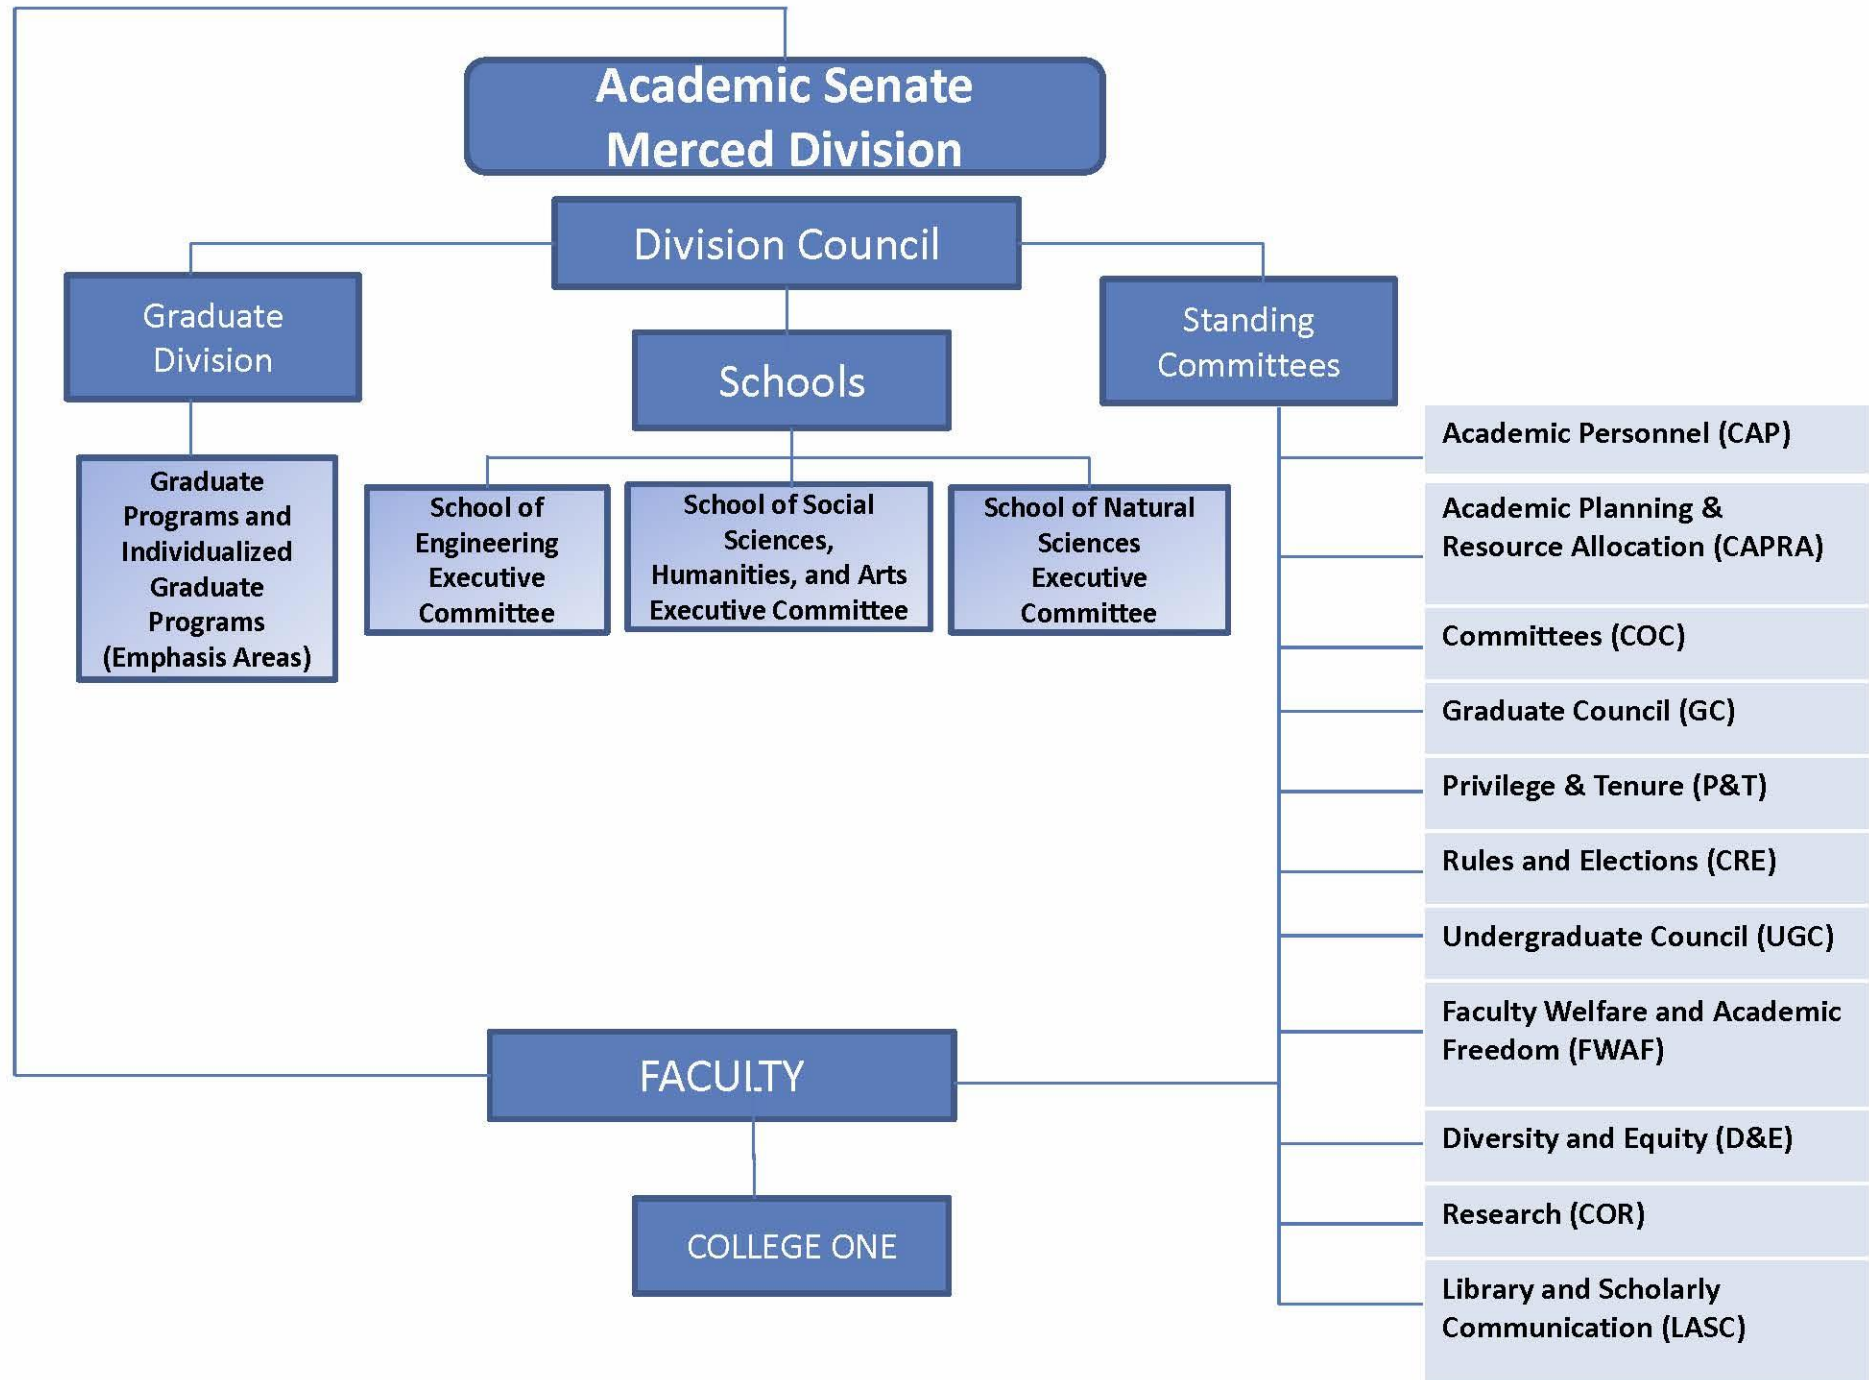 Academic Senate
Merced Division
Division Council
Graduate
Division
Schools
Standing
Committees
Graduate
Programs and
Individualized
Graduate
Programs
(Emphasis Areas)
School of
Engineering
Executive
Committee
School of Social
Sciences,
Humanities, and Arts
Executive Committee
School of Natural
Sciences
Executive
Committee
Academic Personnel (CAP)
Academic Planning &
Resource Allocation (CAPRA)
Committees (COC)
Graduate Council (GC)
Privilege & Tenure (P&T)
Rules and Elections (CRE)
Undergraduate Council (UGC)
Faculty Welfare and Academic
Freedom (FWAF)
Diversity and Equity (D&E)
Research (COR)
Library and Scholarly
Communication (LASC)
FACULTY
COLLEGE ONE